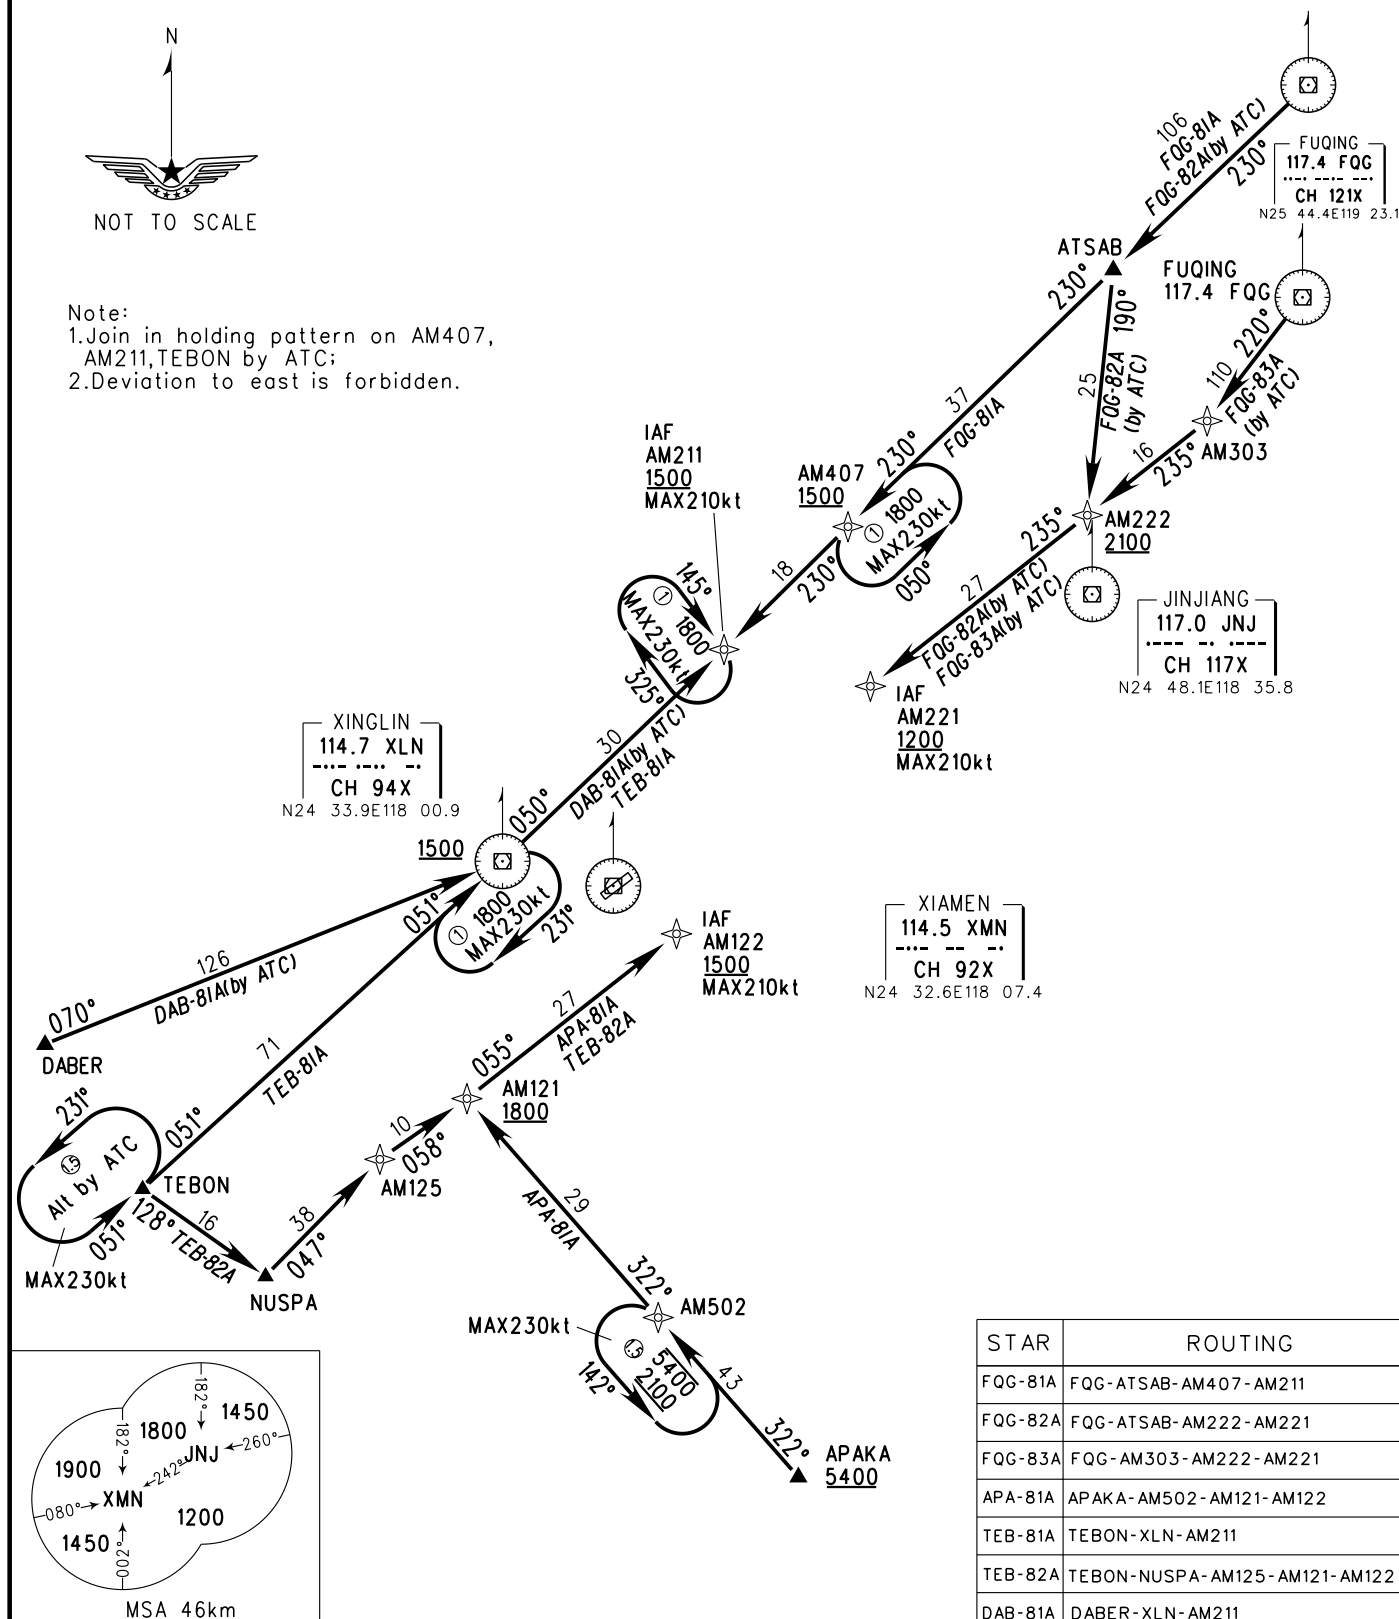 N
NOT TO SCALE
Note:
1.Join in holding pattern on AM407,
AM211,TEBON by ATC;
2.Deviation to east is forbidden.
106
FQG-81A
FQG-82A(by ATC)
230°
FUQING
117.4 FQG
CH 121X
N25 44.4E119 23.1
ATSAB
230°
190°
25
FQG-82A
(by ATC)
FUQING
117.4 FQG
220°
110
FQG-83A
(by ATC)
AM303
16
235°
37
FQG-81A
230°
IAF
AM211
1500
MAX210kt
AM407
1500
1
1800
MAX230kt
050°
18
230°
AM222
2100
235°
27
FQG-82A(by ATC)
FQG-83A(by ATC)
JINJIANG
117.0 JNJ
CH 117X
N24 48.1E118 35.8
IAF
AM221
1200
MAX210kt
145°
1
1800
MAX230kt
325°
30
DAB-81A(by ATC)
TEB-81A
050°
XINGLIN
114.7 XLN
CH 94X
N24 33.9E118 00.9
1500
1
1800
MAX230kt
231°
051°
126
DAB-81A(by ATC)
070°
DABER
71
TEB-81A
051°
IAF
AM122
1500
MAX210kt
XIAMEN
114.5 XMN
CH 92X
N24 32.6E118 07.4
27
APA-81A
TEB-82A
055°
AM121
1800
10
058°
AM125
231°
1.5
Alt by ATC
051°
MAX230kt
TEBON
128°
16
TEB-82A
NUSPA
38
047°
29
APA-81A
322°
AM502
MAX230kt
1.5
5400
2100
142°
43
322°
APAKA
5400
182°
1450
1800
182°
JNJ
260°
1900
242°
XMN
080°
1200
1450
002°
MSA 46km
STAR ROUTING
FQG-81A FQG-ATSAB-AM407-AM211
FQG-82A FQG-ATSAB-AM222-AM221
FQG-83A FQG-AM303-AM222-AM221
APA-81A APAKA-AM502-AM121-AM122
TEB-81A TEBON-XLN-AM211
TEB-82A TEBON-NUSPA-AM125-AM121-AM122
DAB-81A DABER-XLN-AM211